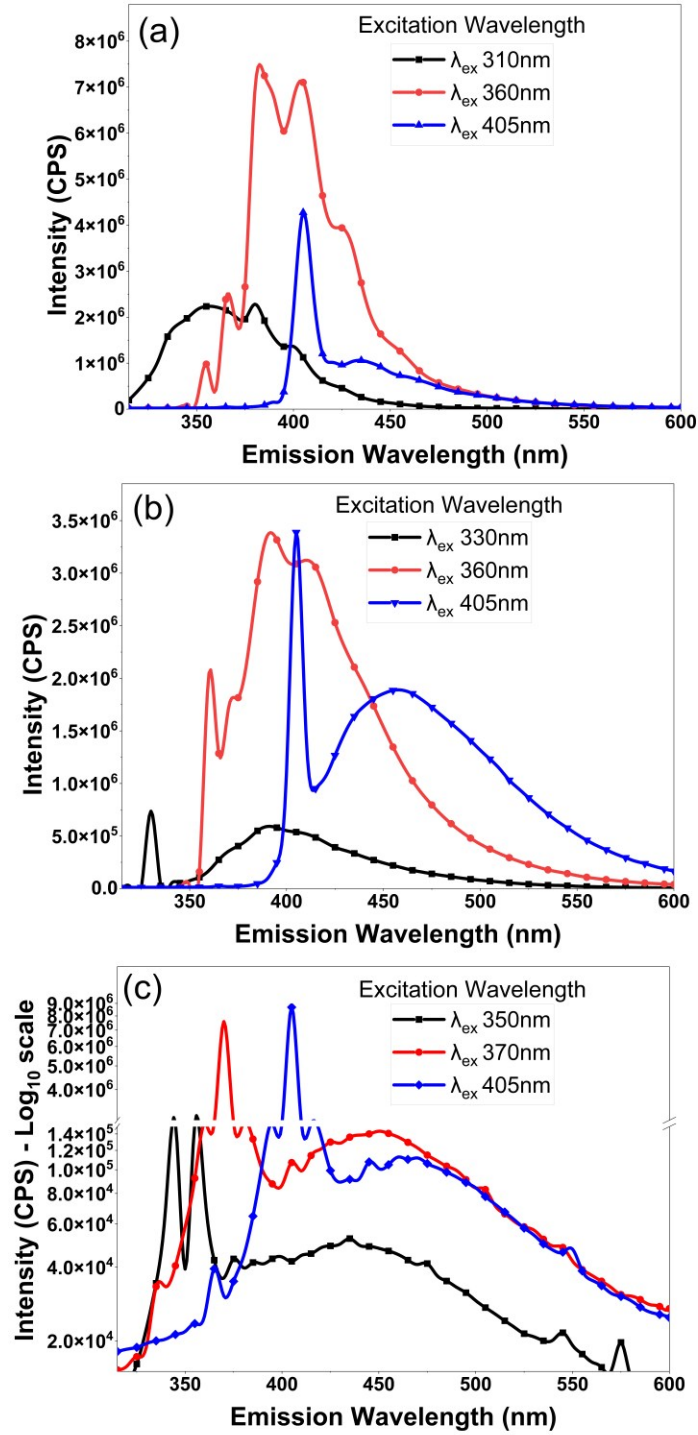 (a)
Excitation Wavelength
λex 310nm
λex 360nm
λex 405nm
8×10⁶
7×10⁶
6×10⁶
5×10⁶
4×10⁶
3×10⁶
2×10⁶
1×10⁶
0
Intensity (CPS)
350 400 450 500 550 600
Emission Wavelength (nm)
(b)
Excitation Wavelength
λex 330nm
λex 360nm
λex 405nm
3.5×10⁶
3.0×10⁶
2.5×10⁶
2.0×10⁶
1.5×10⁶
1.0×10⁶
5.0×10⁵
0.0
Intensity (CPS)
350 400 450 500 550 600
Emission Wavelength (nm)
(c)
Excitation Wavelength
λex 350nm
λex 370nm
λex 405nm
9.0×10⁶
8.0×10⁶
7.0×10⁶
6.0×10⁶
5.0×10⁶
4.0×10⁶
1.4×10⁵
1.2×10⁵
1.0×10⁵
8.0×10⁴
6.0×10⁴
4.0×10⁴
2.0×10⁴
Intensity (CPS) - Log₁₀ scale
350 400 450 500 550 600
Emission Wavelength (nm)